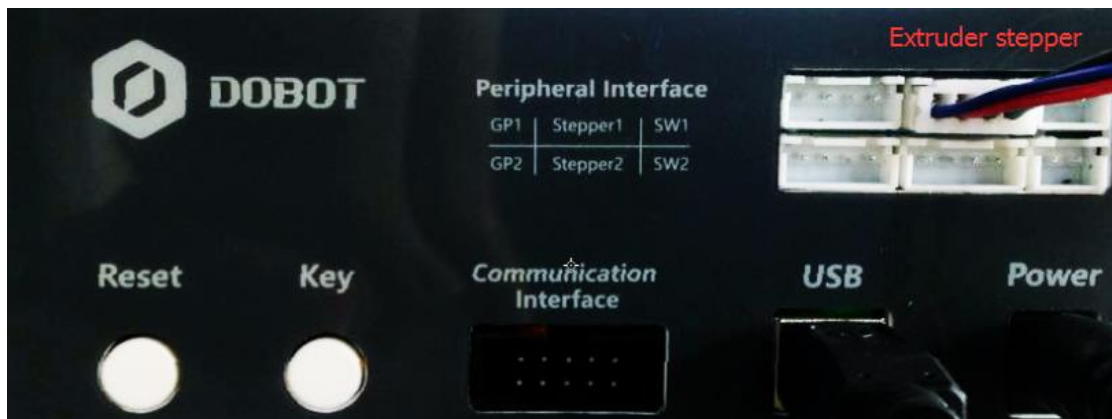 Extruder stepper
DOBOT
Peripheral Interface
GP1 Stepper1 SW1
GP2 Stepper2 SW2
Reset
Key
Communication
Interface
USB
Power